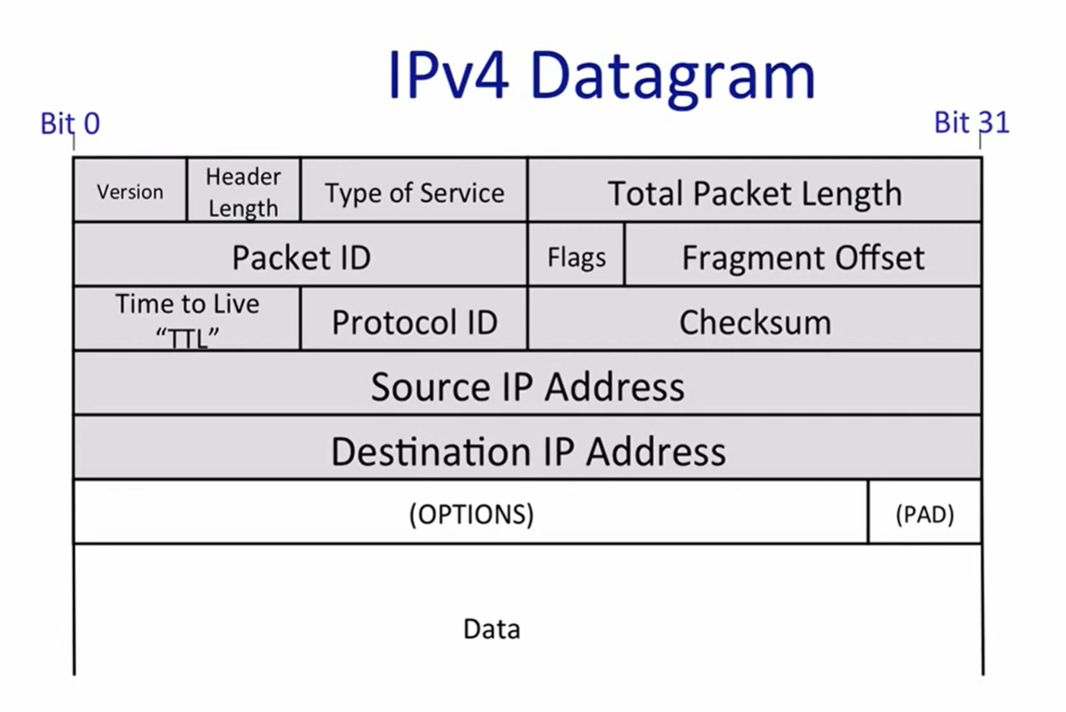 IPv4 Datagram
Bit 0
Bit 31
Version
Header
Length
Type of Service
Total Packet Length
Packet ID
Flags
Fragment Offset
Time to Live
“TTL”
Protocol ID
Checksum
Source IP Address
Destination IP Address
(OPTIONS)
(PAD)
Data